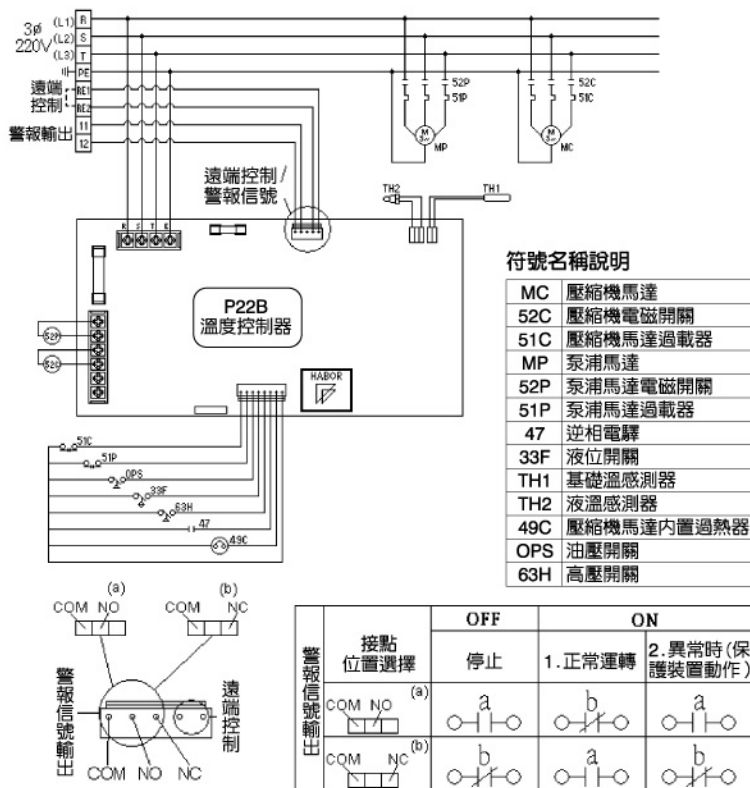 3ø
220V
(L1) R
(L2) S
(L3) T
PE
遠端
控制
RE1
RE2
警報輸出
11
12
52P
51P
M
3~
MP
52C
51C
M
3~
MC
遠端控制/
警報信號
TH2
TH1
R S T E
P22B
溫度控制器
52P
52C
HABOR
51C
51P
OPS
33F
63H
47
49C
符號名稱說明
MC 壓縮機馬達
52C 壓縮機電磁開關
51C 壓縮機馬達過載器
MP 泵浦馬達
52P 泵浦馬達電磁開關
51P 泵浦馬達過載器
47 逆相電驛
33F 液位開關
TH1 基礎溫感測器
TH2 液溫感測器
49C 壓縮機馬達內置過熱器
OPS 油壓開關
63H 高壓開關
(a)
COM NO
(b)
COM NC
警報信號輸出
遠端控制
COM NO NC
警報信號輸出
接點
位置選擇
OFF
ON
停止
1.正常運轉
2.異常時(保
護裝置動作)
COM NO (a)
a
b
a
COM NC (b)
b
a
b